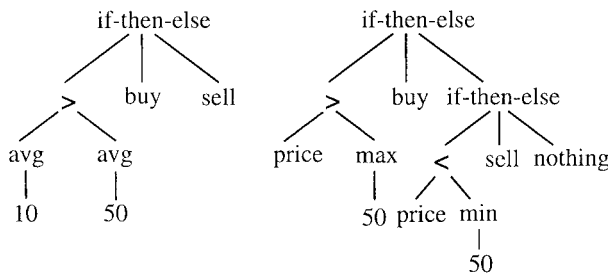 if-then-else if-then-else
> buy sell > buy if-then-else
avg avg price max < sell nothing
10 50 50 price min
50